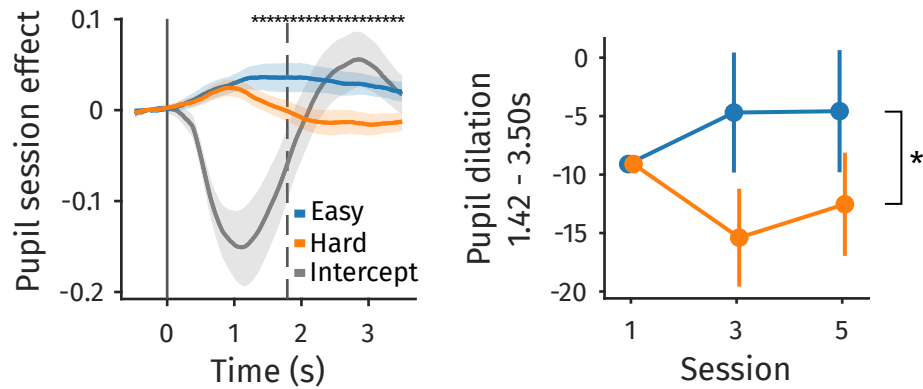 *********************
0.1
0
-0.1
-0.2
Pupil session effect
Easy
Hard
Intercept
0
1
2
3
Time (s)
Pupil dilation
1.42 - 3.50s
0
-5
-10
-15
-20
*
1
3
5
Session